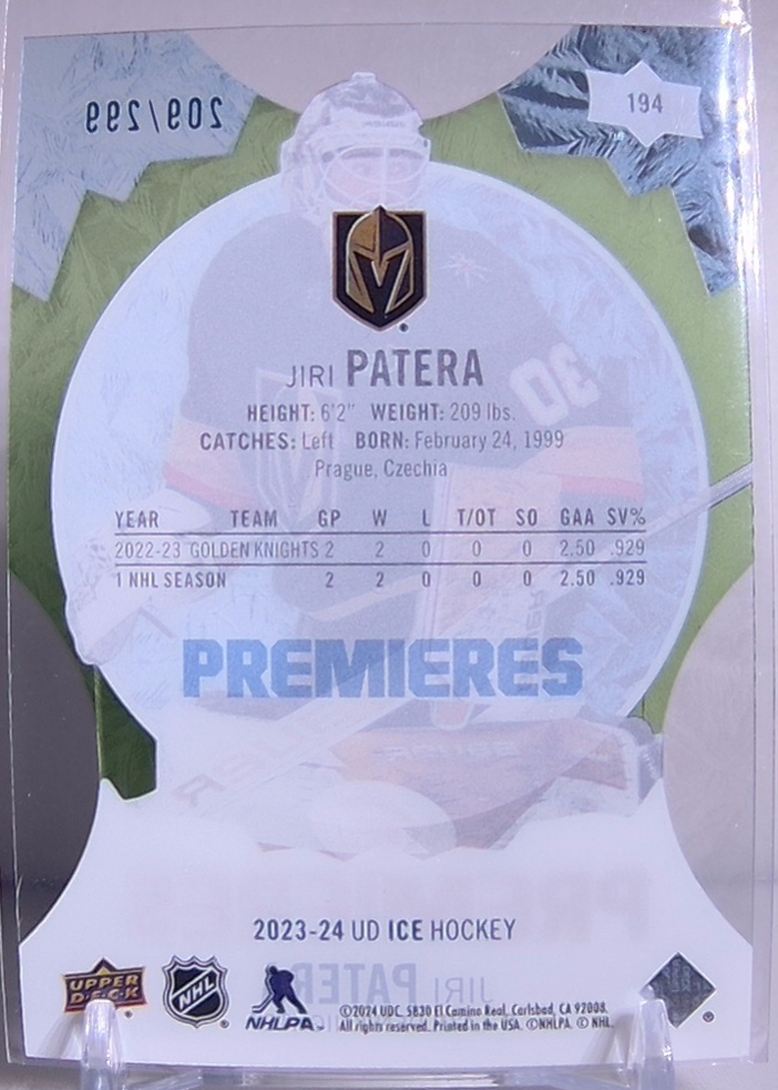 209/299
194
JIRI PATERA
HEIGHT: 6'2" WEIGHT: 209 lbs.
CATCHES: Left BORN: February 24, 1999
Prague, Czechia
30
YEAR TEAM GP W L T/OT SO GAA SV%
2022-23 GOLDEN KNIGHTS 2 2 0 0 0 2.50 .929
1 NHL SEASON 2 2 0 0 0 2.50 .929
PREMIERES
PREMIERES
2023-24 UD ICE HOCKEY
JIRI PATERA
UPPER DECK
NHL
NHLPA
©2024 UDC. 5830 El Camino Real, Carlsbad, CA 92008.
All rights reserved. Printed in the USA. ©NHLPA. © NHL.